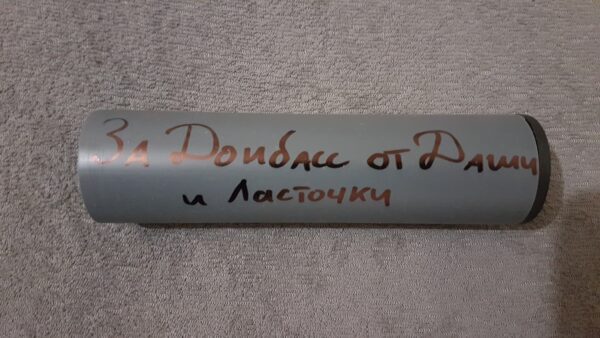 За Донбасс от Даши
и Ласточки